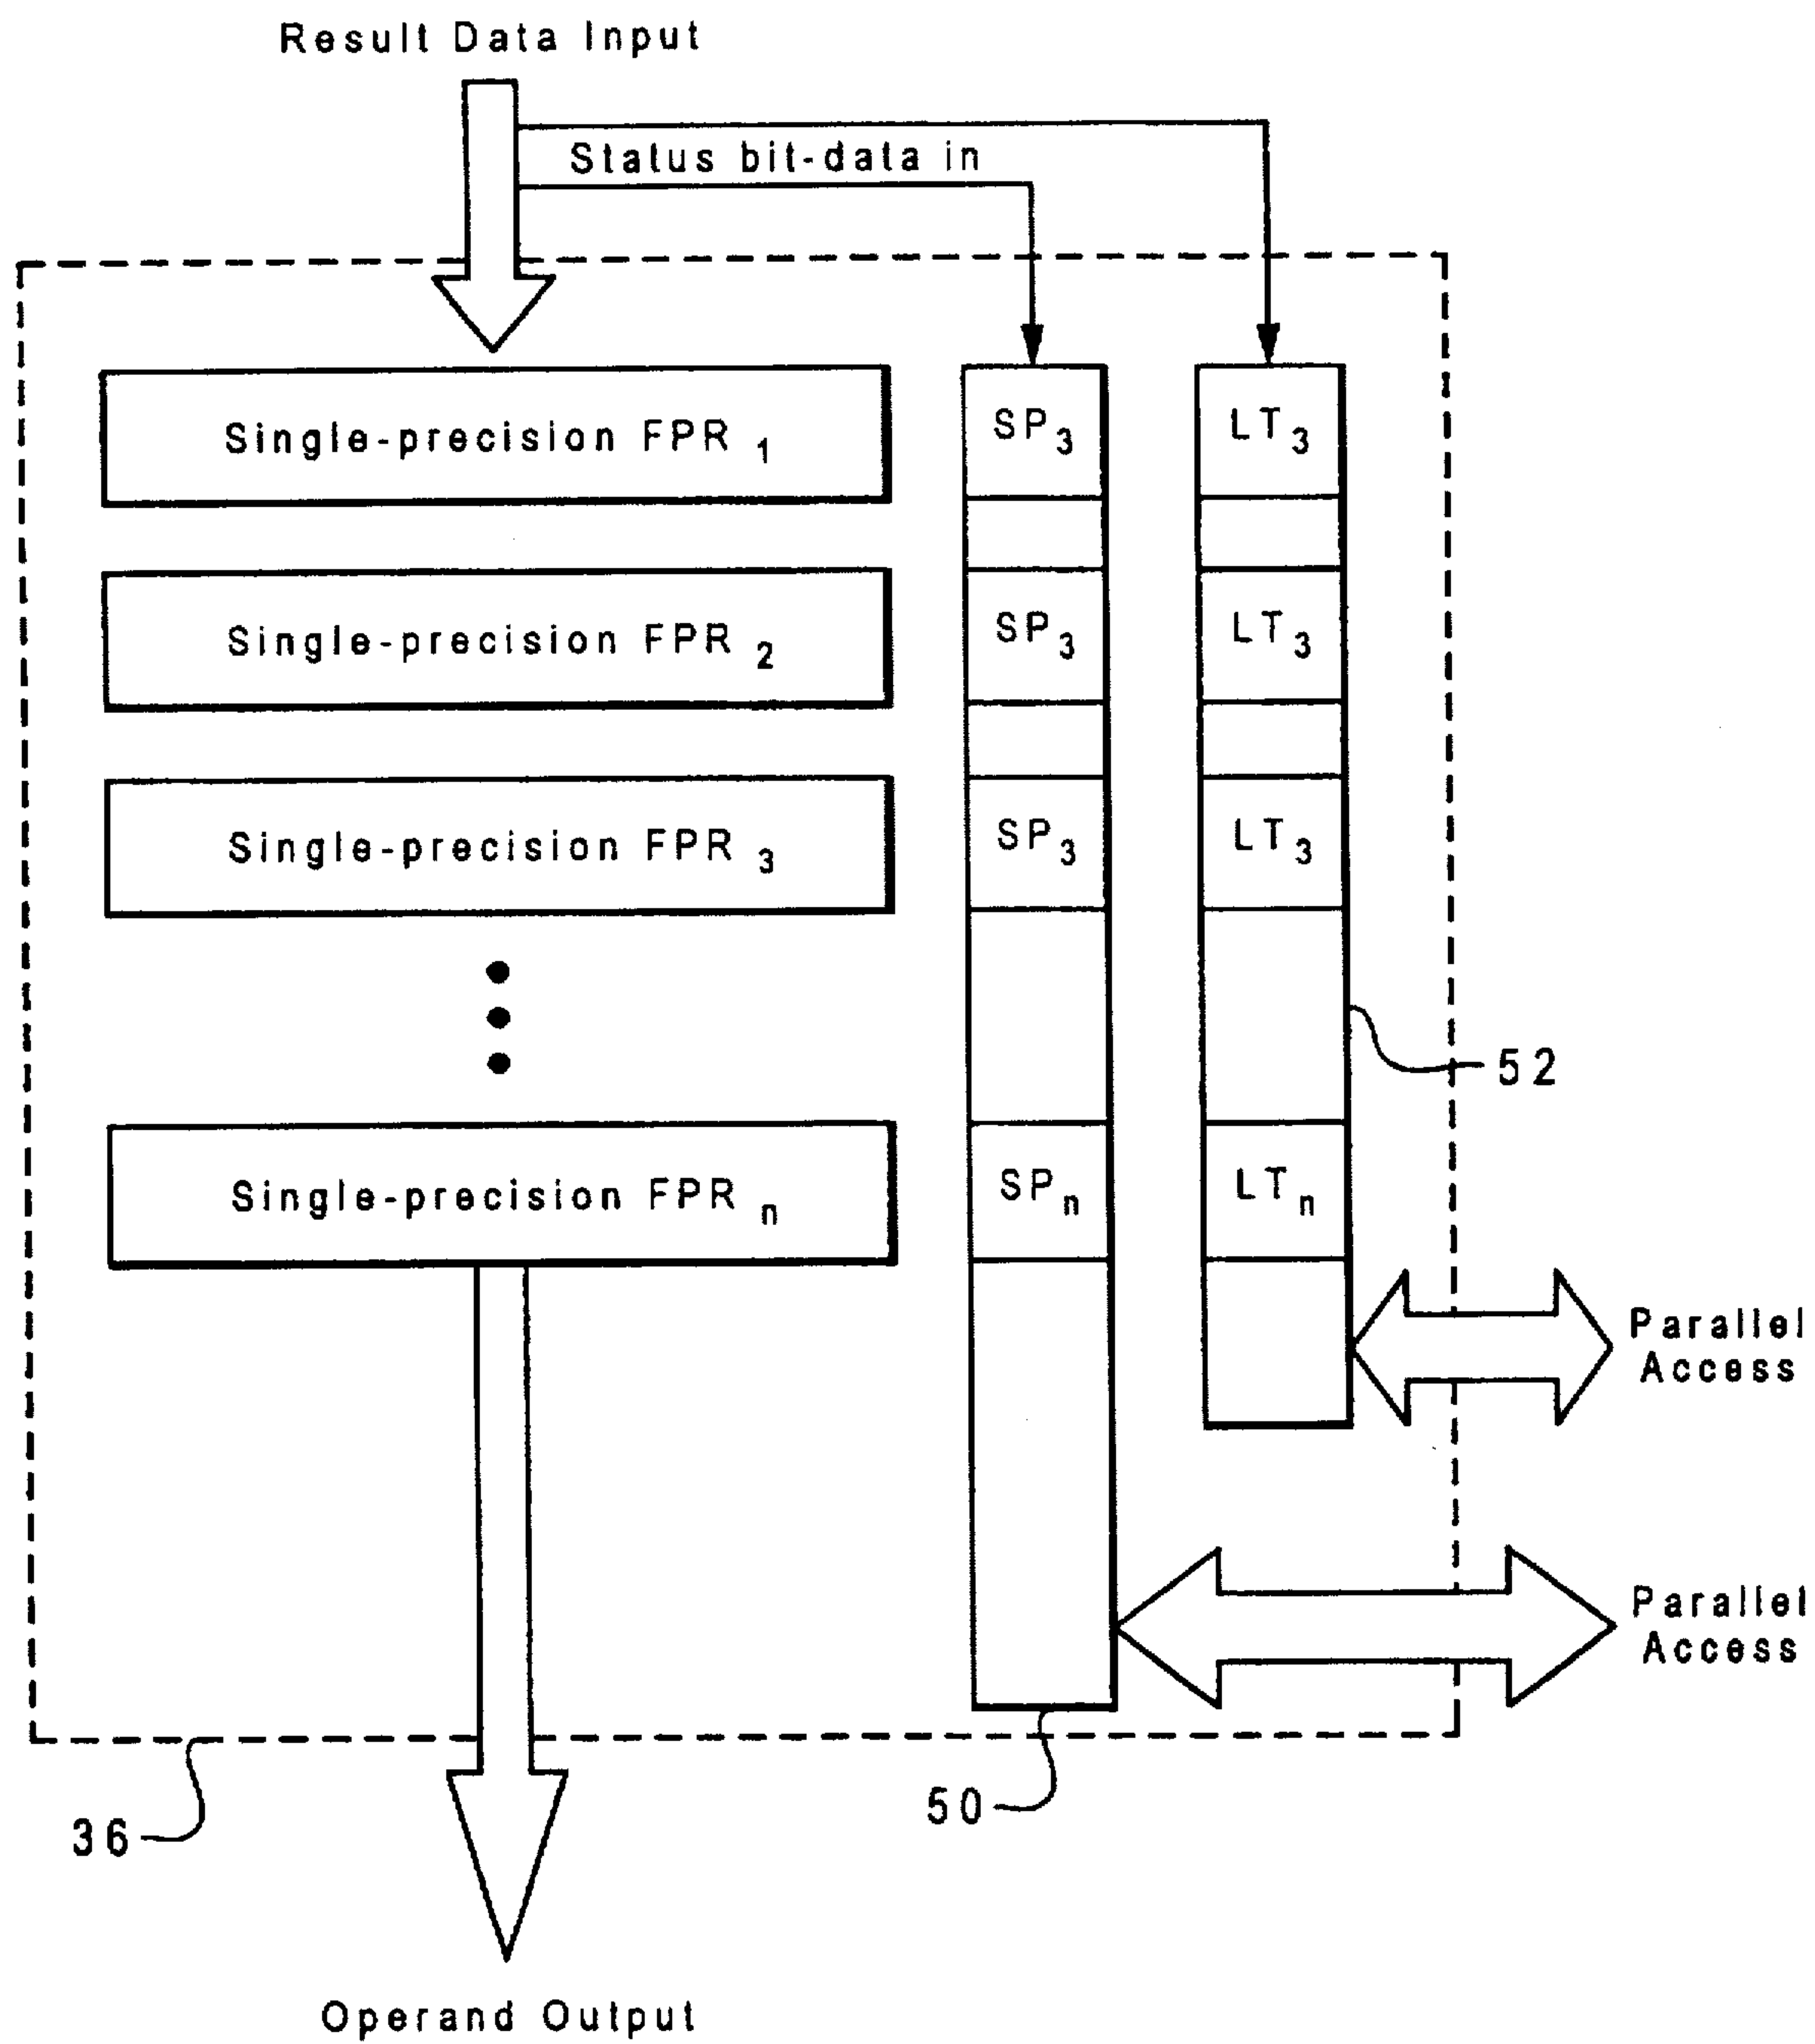 Result Data Input
Status bit-data in
Single-precision FPR 1
SP3
LT3
Single-precision FPR 2
SP3
LT3
Single-precision FPR 3
SP3
LT3
52
Single-precision FPR n
SPn
LTn
Parallel
Access
Parallel
Access
50
36
Operand Output